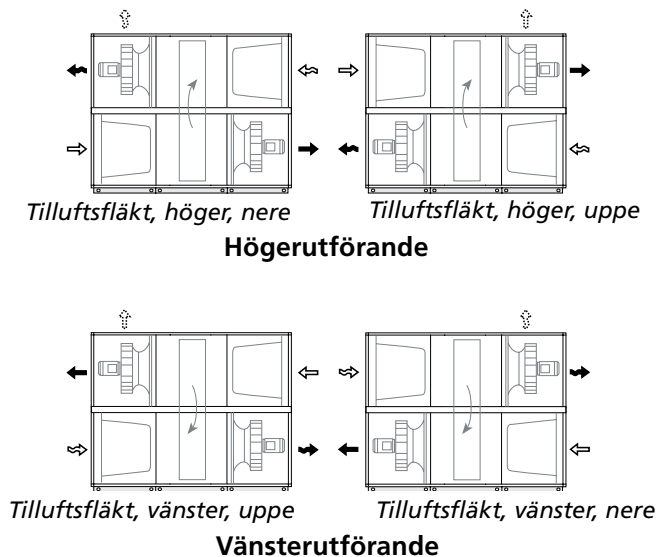 Tilluftsfläkt, höger, nere
Tilluftsfläkt, höger, uppe
Högerutförande
Tilluftsfläkt, vänster, uppe
Tilluftsfläkt, vänster, nere
Vänsterutförande